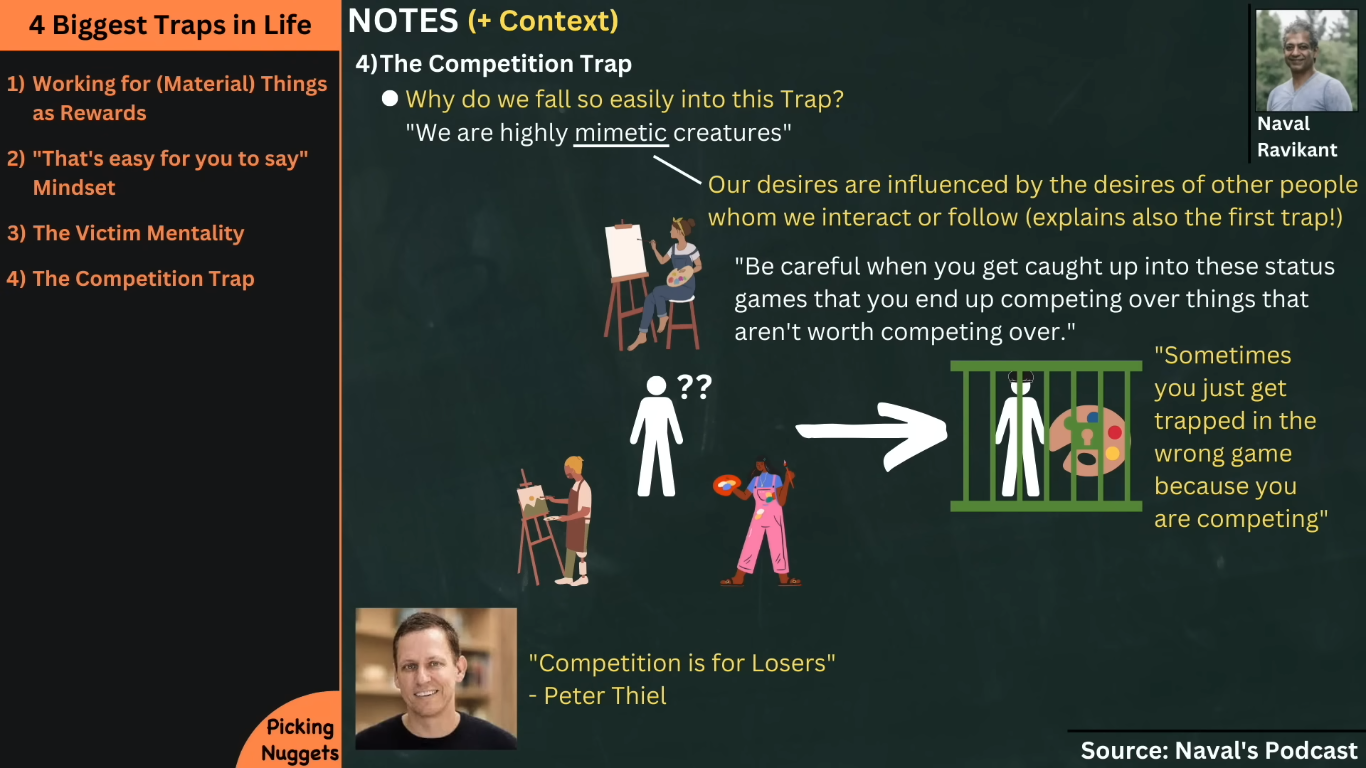 4 Biggest Traps in Life
1) Working for (Material) Things
as Rewards
2) "That's easy for you to say"
Mindset
3) The Victim Mentality
4) The Competition Trap
Picking
Nuggets
NOTES (+ Context)
4)The Competition Trap
Why do we fall so easily into this Trap?
"We are highly mimetic creatures"
Our desires are influenced by the desires of other people
whom we interact or follow (explains also the first trap!)
"Be careful when you get caught up into these status
games that you end up competing over things that
aren't worth competing over."
??
"Sometimes
you just get
trapped in the
wrong game
because you
are competing"
"Competition is for Losers"
- Peter Thiel
Naval
Ravikant
Source: Naval's Podcast